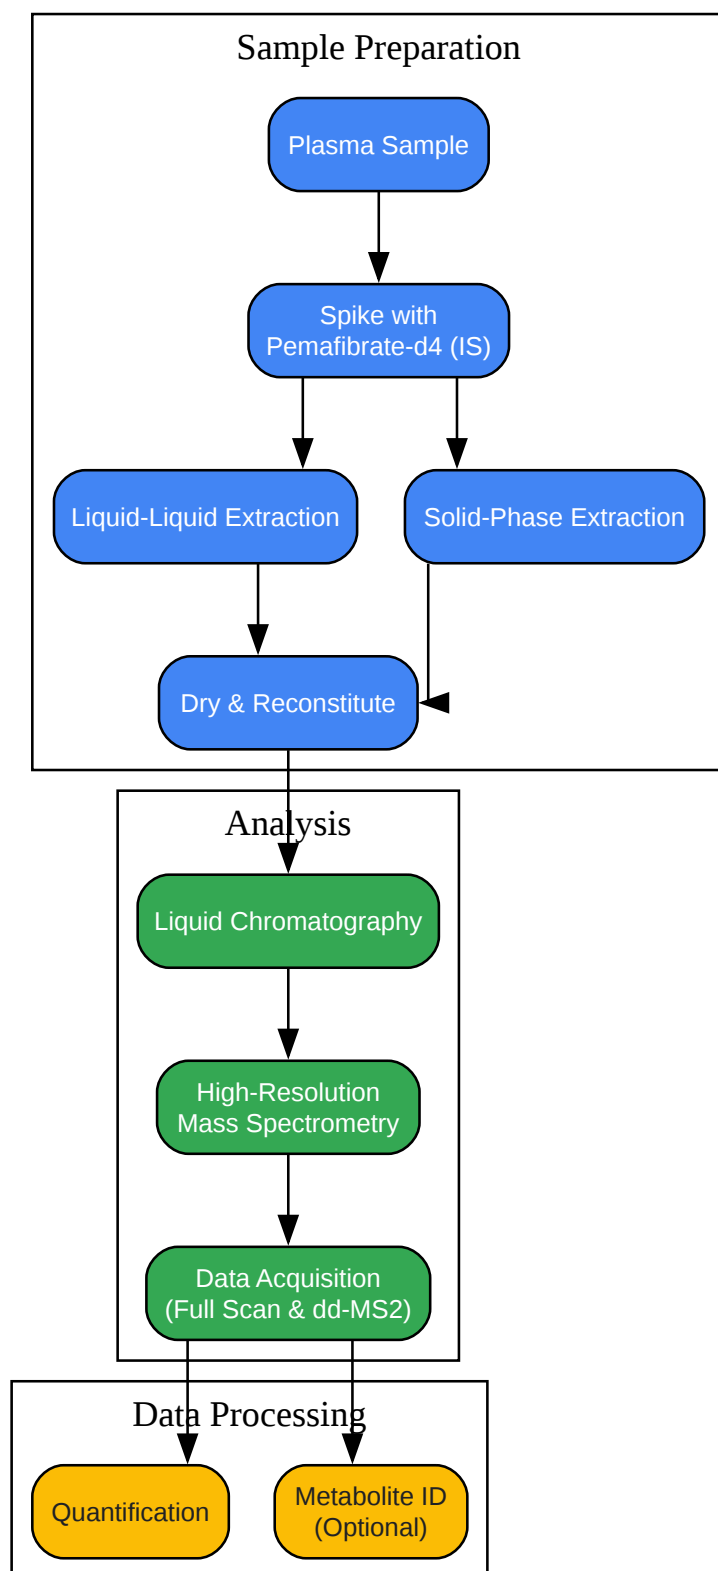 Sample Preparation
Plasma Sample
Spike with
Pemafibrate-d4 (IS)
Liquid-Liquid Extraction
Solid-Phase Extraction
Dry & Reconstitute
Analysis
Liquid Chromatography
High-Resolution
Mass Spectrometry
Data Acquisition
(Full Scan & dd-MS2)
Data Processing
Quantification
Metabolite ID
(Optional)